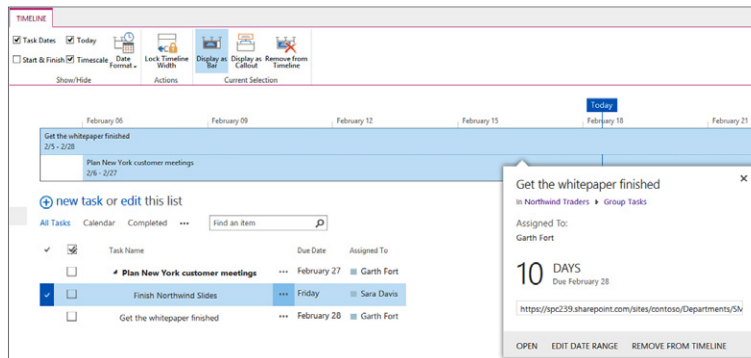 TIMELINE
Task Dates Today
Start & Finish Timescale Date Format
Lock Timeline Width
Display as Bar
Display as Callout
Remove from Timeline
Show/Hide Actions Current Selection
Today
February 06 February 09 February 12 February 15 February 18 February 21
Get the whitepaper finished
2/5 - 2/28
Plan New York customer meetings
2/6 - 2/27
new task or edit this list
All Tasks Calendar Completed ••• Find an item
Task Name Due Date Assigned To
Plan New York customer meetings ••• February 27 Garth Fort
Finish Northwind Slides ••• Friday Sara Davis
Get the whitepaper finished ••• February 28 Garth Fort
Get the whitepaper finished
in Northwind Traders ▸ Group Tasks
Assigned To:
Garth Fort
10 DAYS
Due February 28
https://spc239.sharepoint.com/sites/contoso/Departments/SM
OPEN EDIT DATE RANGE REMOVE FROM TIMELINE